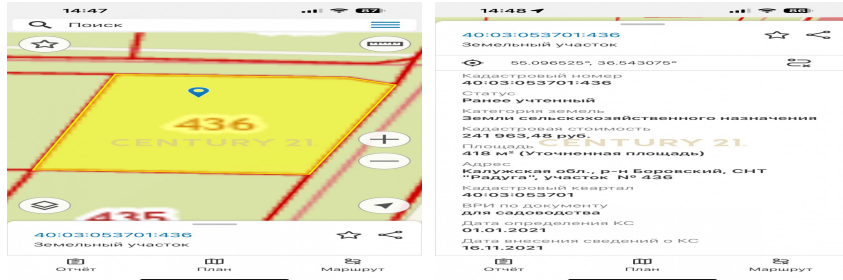 14:47
87
Поиск
436
CENTURY 21
435
40:03:053701:436
Земельный участок
Отчёт
План
Маршрут
14:48
86
40:03:053701:436
Земельный участок
55.096525°, 36.543075°
Кадастровый номер
40:03:053701:436
Статус
Ранее учтенный
Категория земель
Земли сельскохозяйственного назначения
Кадастровая стоимость
241 963,48 руб.
CENTURY 21
Площадь
418 м² (Уточненная площадь)
Адрес
Калужская обл., р-н Боровский, СНТ
"Радуга", участок № 436
Кадастровый квартал
40:03:053701
ВРИ по документу
для садоводства
Дата определения КС
01.01.2021
Дата внесения сведений о КС
16.11.2021
Отчёт
План
Маршрут